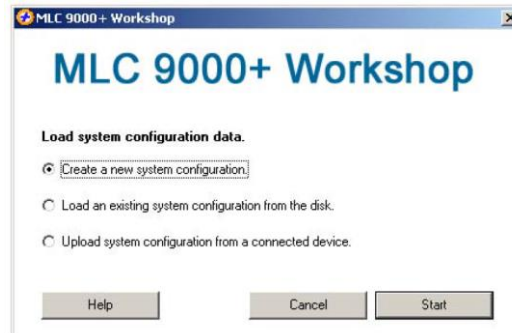 MLC 9000+ Workshop
MLC 9000+ Workshop
Load system configuration data.
Create a new system configuration.
Load an existing system configuration from the disk.
Upload system configuration from a connected device.
Help Cancel Start